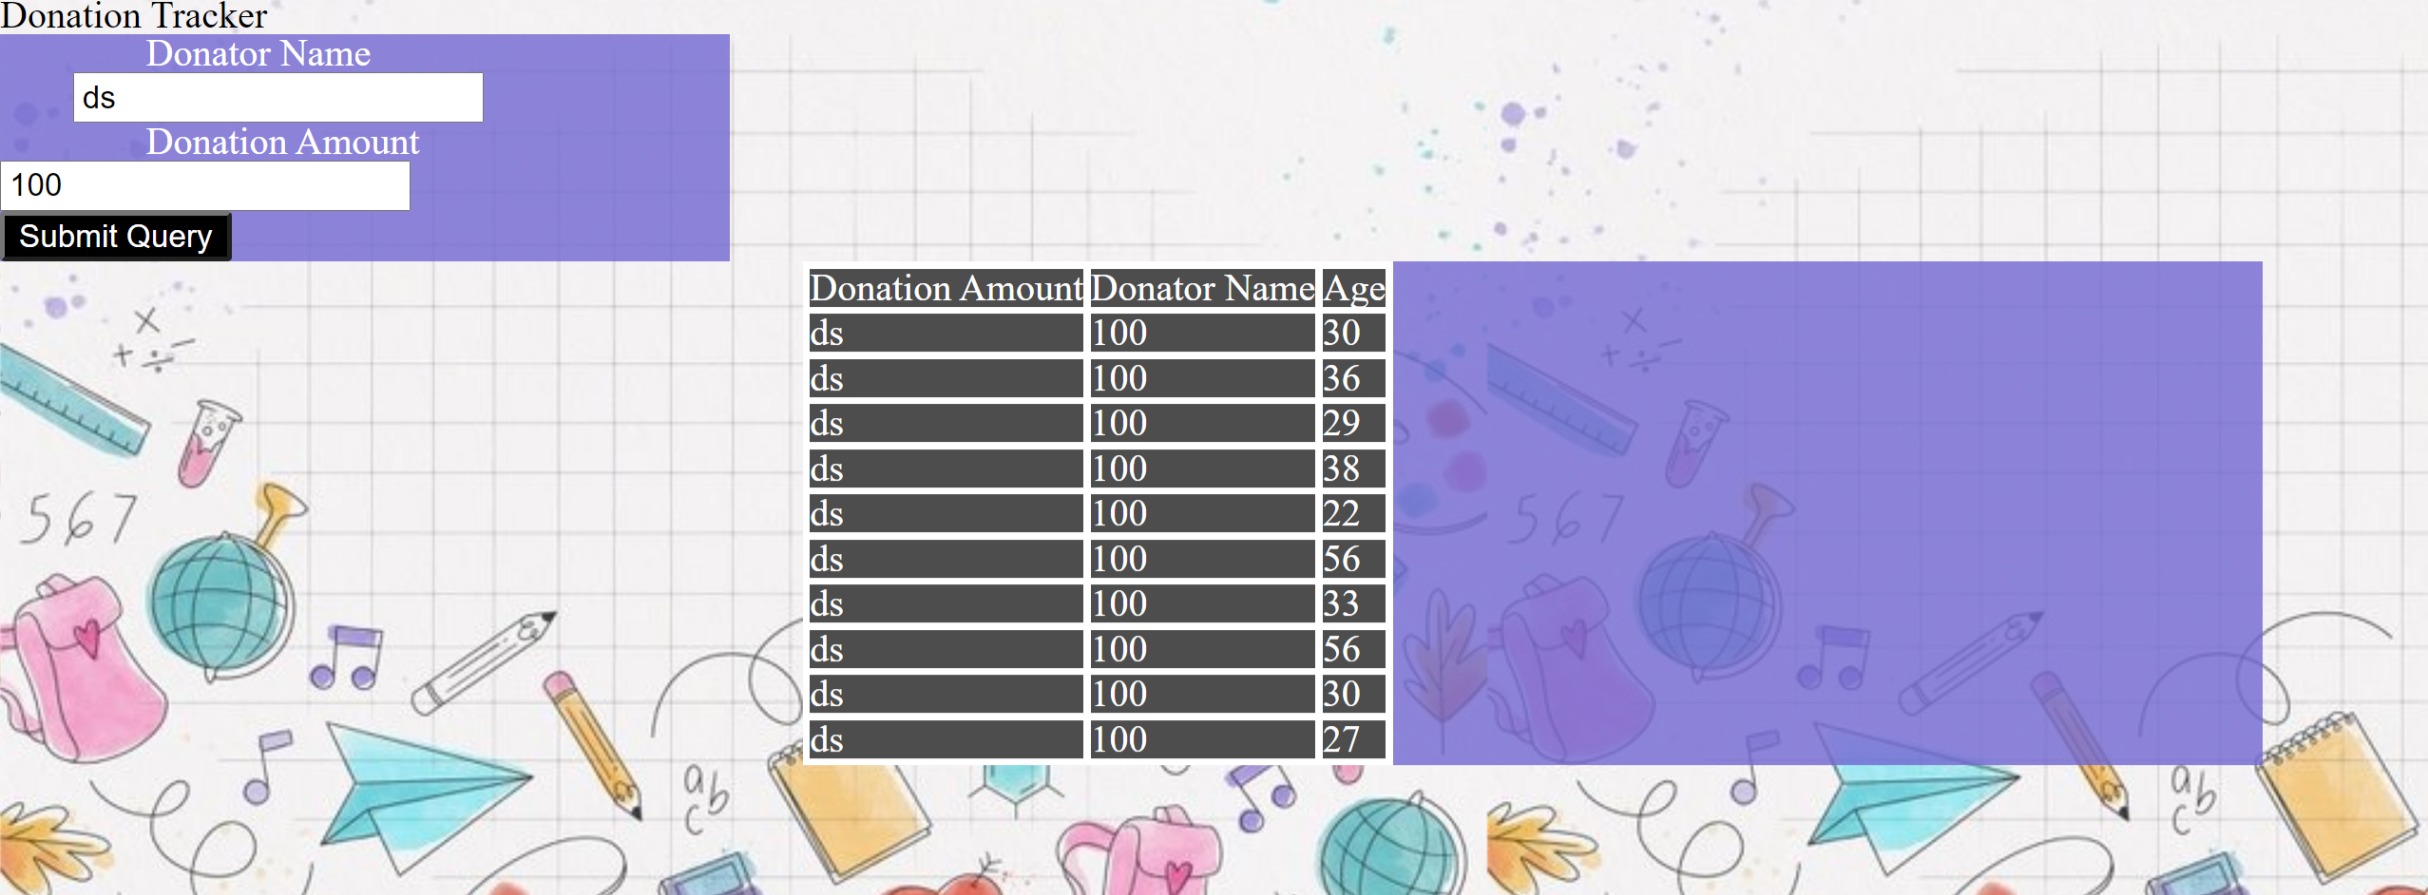 Donation Tracker
Donator Name
ds
Donation Amount
100
Submit Query
Donation Amount Donator Name Age
ds 100 30
ds 100 36
ds 100 29
ds 100 38
ds 100 22
ds 100 56
ds 100 33
ds 100 56
ds 100 30
ds 100 27
× + ÷ −
× + ÷ −
567
567
ab
c
ab
c